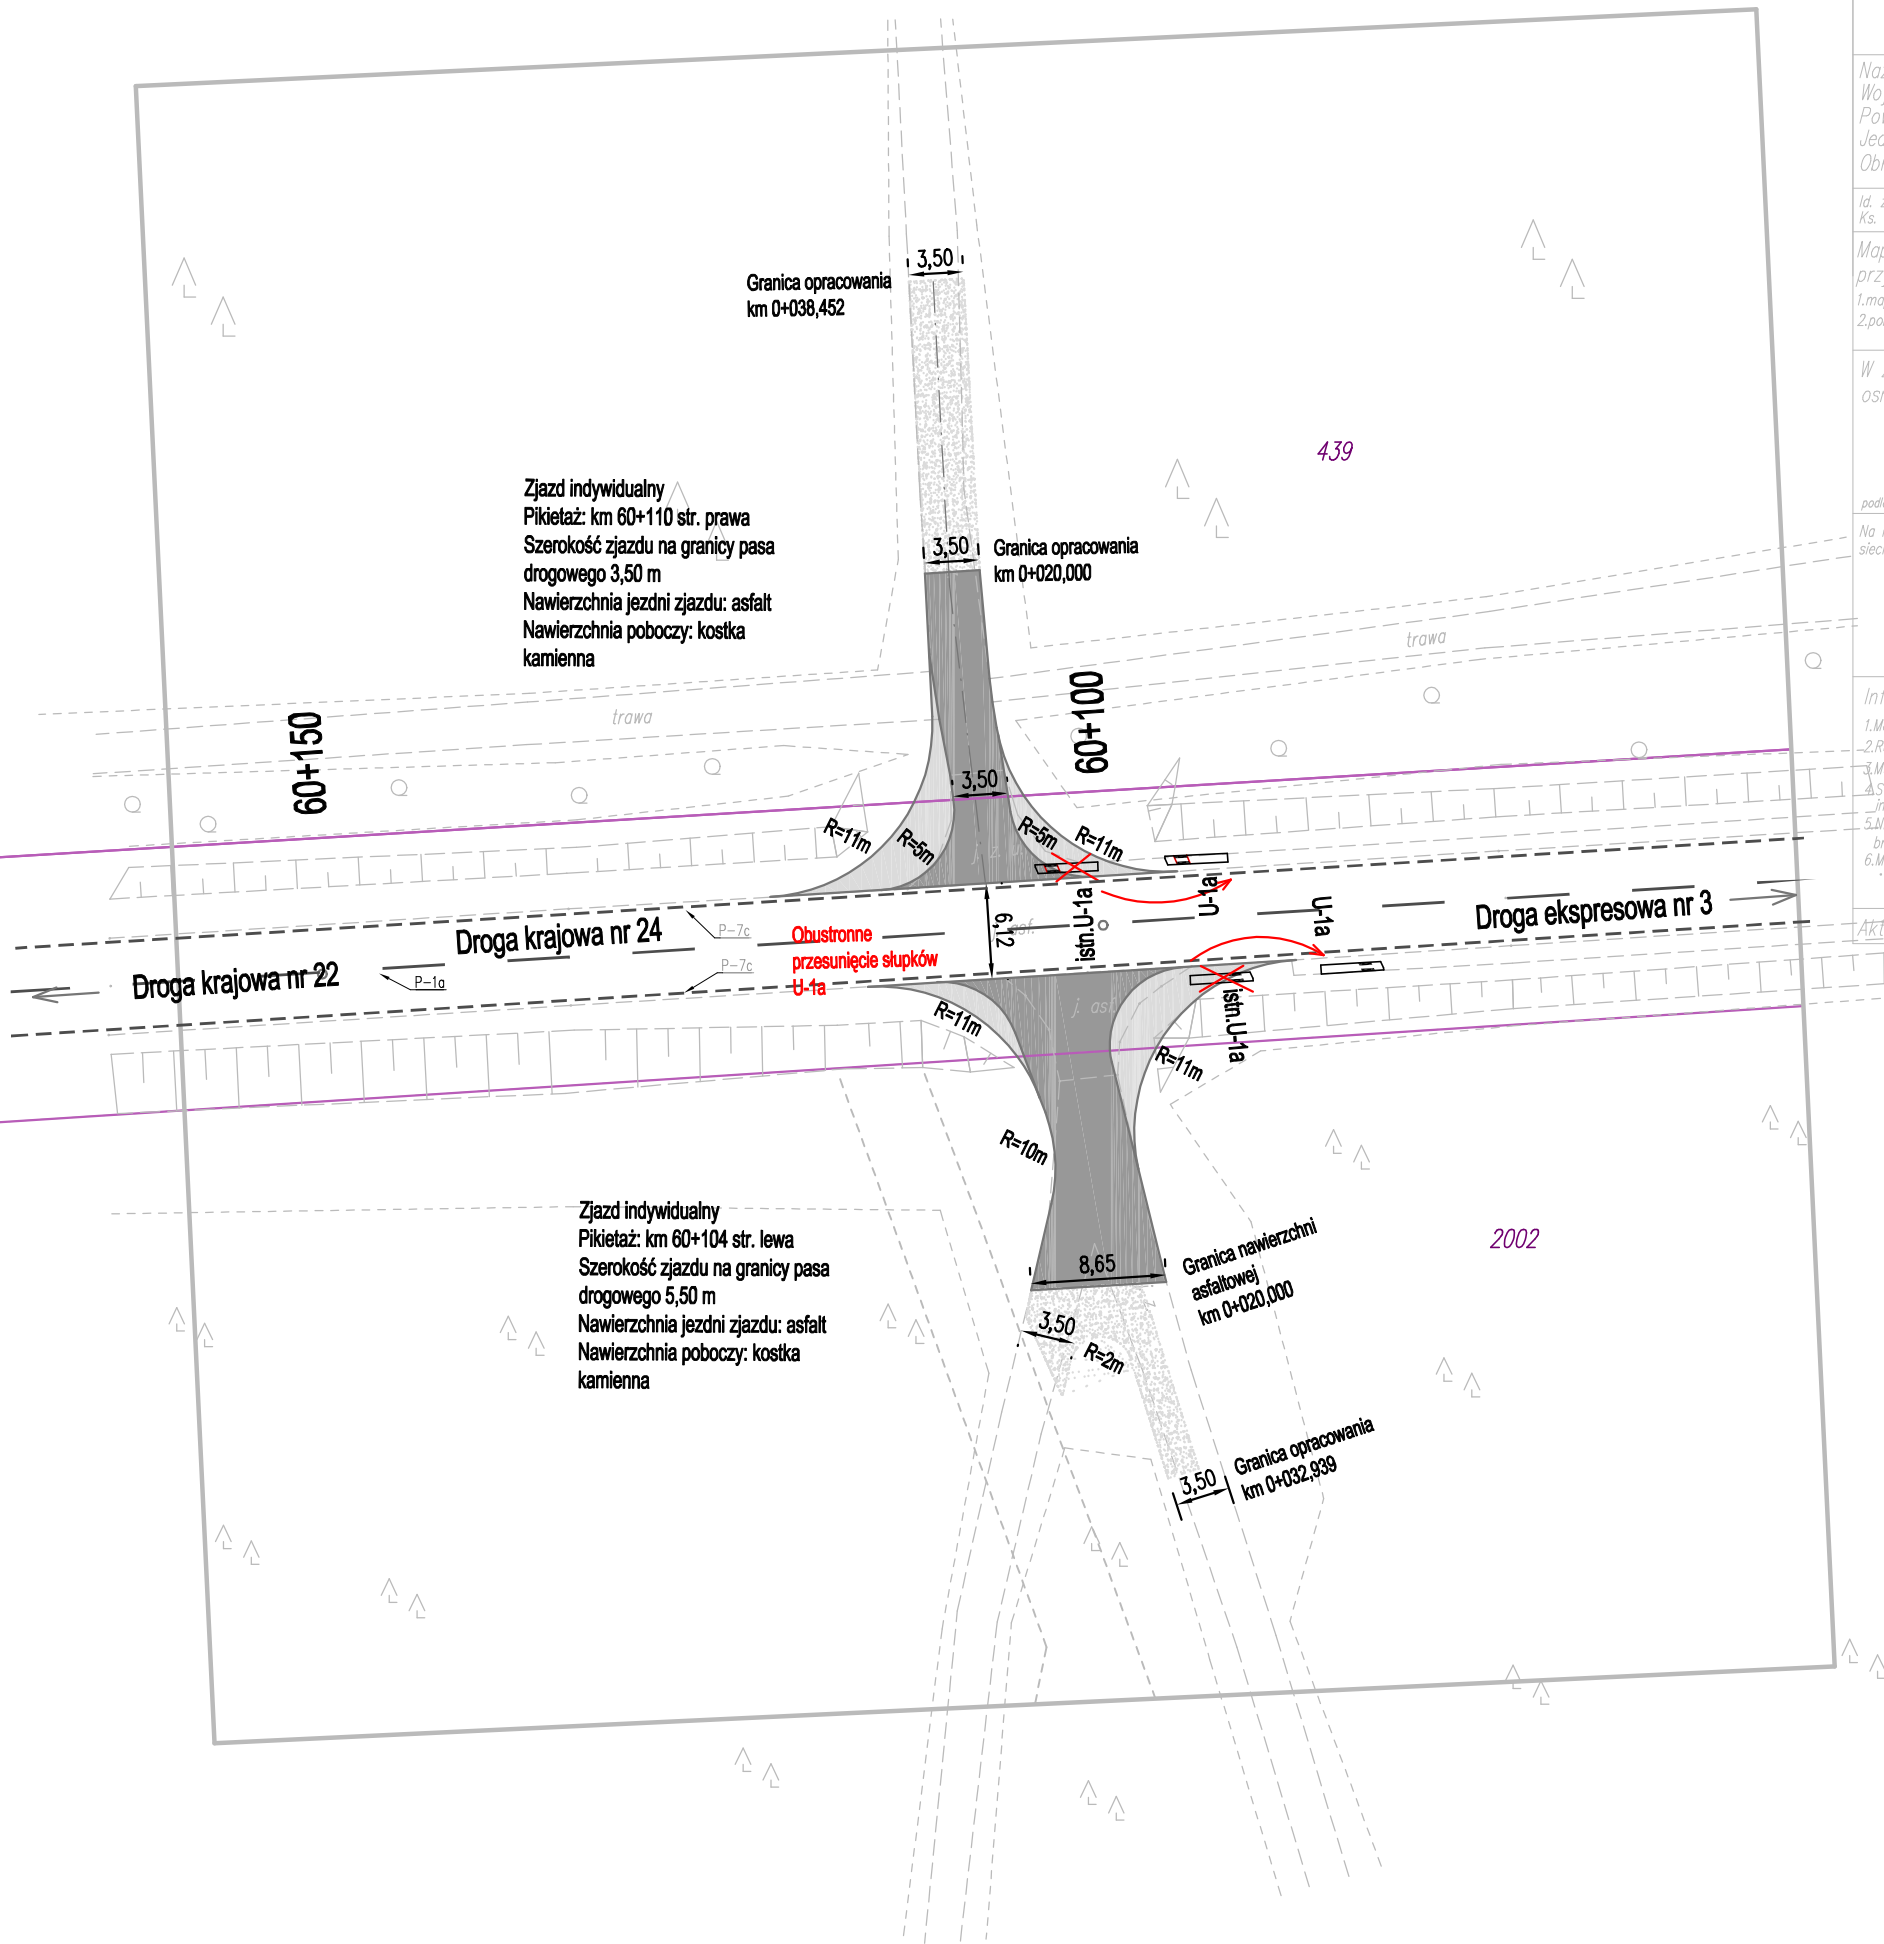 3,50
Granica opracowania
km 0+038,452
439
Zjazd indywidualny
Pikietaż: km 60+110 str. prawa
Szerokość zjazdu na granicy pasa
drogowego 3,50 m
Nawierzchnia jezdni zjazdu: asfalt
Nawierzchnia poboczy: kostka
kamienna
3,50
Granica opracowania
km 0+020,000
trawa
trawa
60+150
60+100
3,50
R=11m
R=5m
R=5m
R=11m
6,12
istn.U-1a
U-1a
U-1a
Droga krajowa nr 24
Droga krajowa nr 22
Droga ekspresowa nr 3
P-7c
P-7c
P-1a
Obustronne
przesunięcie słupków
U-1a
j. asf.
istn.U-1a
R=11m
R=11m
R=10m
Zjazd indywidualny
Pikietaż: km 60+104 str. lewa
Szerokość zjazdu na granicy pasa
drogowego 5,50 m
Nawierzchnia jezdni zjazdu: asfalt
Nawierzchnia poboczy: kostka
kamienna
2002
8,65
Granica nawierzchni
asfaltowej
km 0+020,000
3,50
R=2m
Granica opracowania
km 0+032,939
3,50